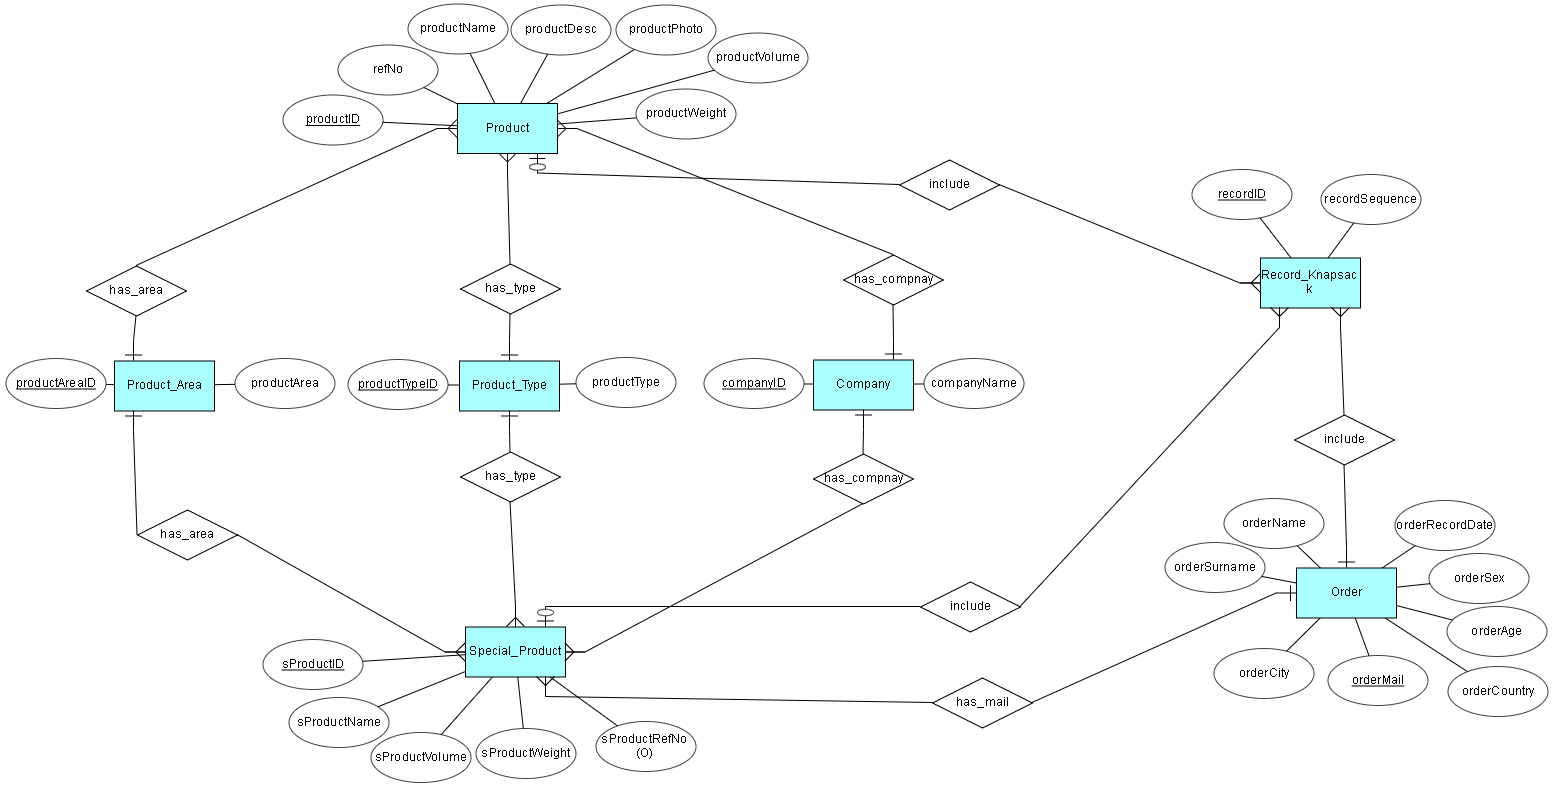 productName
productDesc
productPhoto
refNo
productVolume
productID
productWeight
Product
include
recordID
recordSequence
Record_Knapsac
k
has_area
has_type
has_compnay
productAreaID
Product_Area
productArea
productTypeID
Product_Type
productType
companyID
Company
companyName
has_type
has_compnay
include
has_area
orderName
orderRecordDate
orderSurname
orderSex
Order
include
orderAge
Special_Product
sProductID
orderCity
orderMail
orderCountry
has_mail
sProductName
sProductVolume
sProductWeight
sProductRefNo
(O)